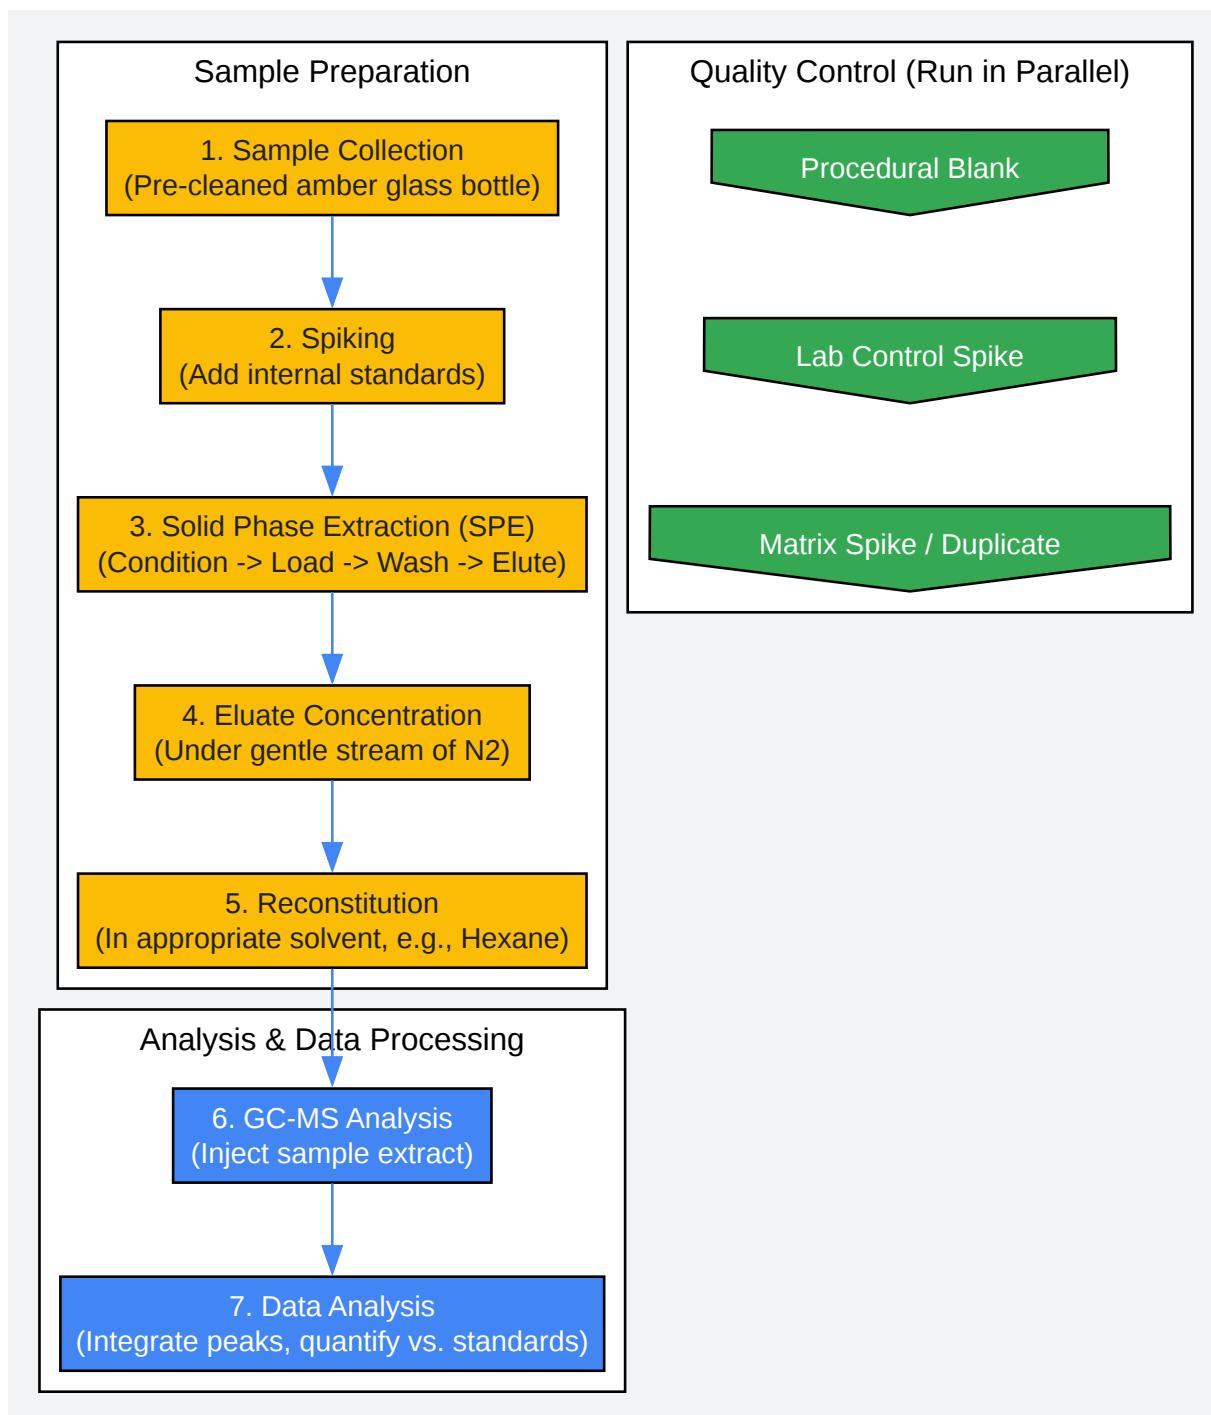 Sample Preparation
1. Sample Collection
(Pre-cleaned amber glass bottle)
2. Spiking
(Add internal standards)
3. Solid Phase Extraction (SPE)
(Condition -> Load -> Wash -> Elute)
4. Eluate Concentration
(Under gentle stream of N2)
5. Reconstitution
(In appropriate solvent, e.g., Hexane)
Analysis & Data Processing
6. GC-MS Analysis
(Inject sample extract)
7. Data Analysis
(Integrate peaks, quantify vs. standards)
Quality Control (Run in Parallel)
Procedural Blank
Lab Control Spike
Matrix Spike / Duplicate